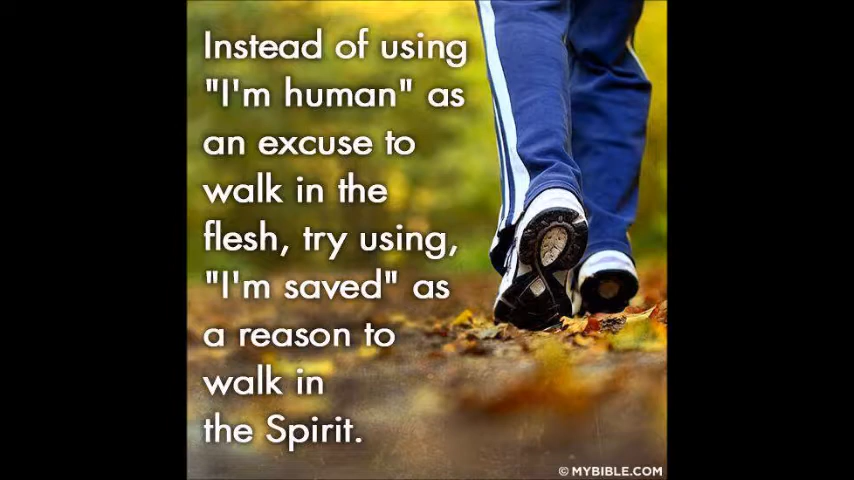 Instead of using
"I'm human" as
an excuse to
walk in the
flesh, try using,
"I'm saved" as
a reason to
walk in
the Spirit.
© MYBIBLE.COM